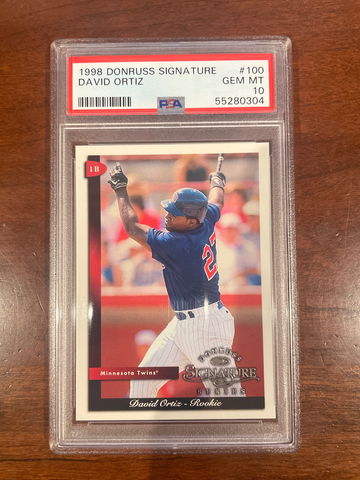 1998 DONRUSS SIGNATURE #100
DAVID ORTIZ GEM MT
10
PSA 55280304
1B
27
Minnesota Twins
DONRUSS
SIGNATURE
SERIES
David Ortiz - Rookie